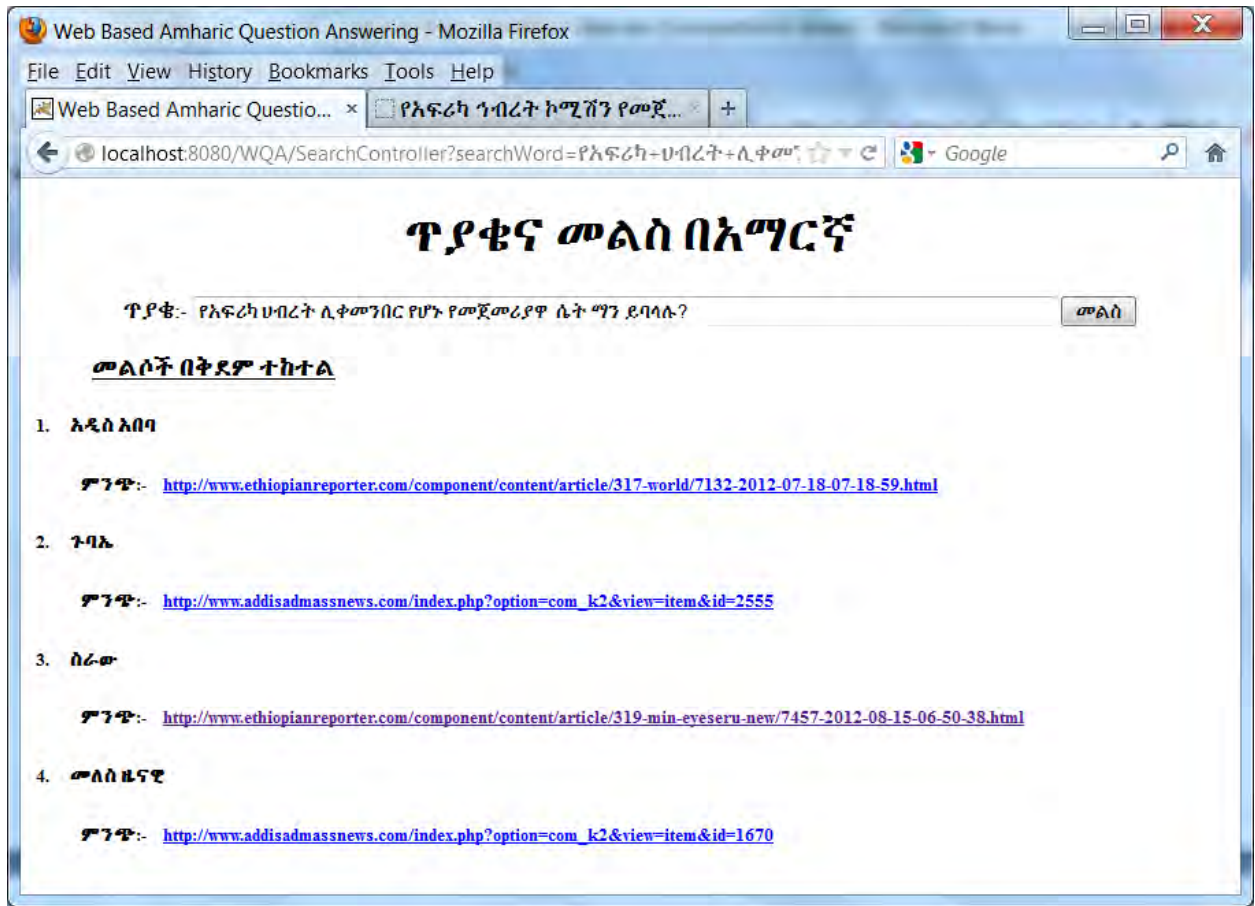 Web Based Amharic Question Answering - Mozilla Firefox
File Edit View History Bookmarks Tools Help
Web Based Amharic Questio... × የአፍሪካ ኅብረት ኮሚሽን የመጀ... × +
localhost:8080/WQA/SearchController?searchWord=የአፍሪካ+ህብረት+ሊቀመ Google
ጥያቄና መልስ በአማርኛ
ጥያቄ:- የአፍሪካ ህብረት ሊቀመንበር የሆኑ የመጀመሪያዋ ሴት ማን ይባላሉ? መልስ
መልሶች በቅደም ተከተል
1. አዲስ አበባ
ምንጭ:- http://www.ethiopianreporter.com/component/content/article/317-world/7132-2012-07-18-07-18-59.html
2. ጉባኤ
ምንጭ:- http://www.addisadmassnews.com/index.php?option=com_k2&view=item&id=2555
3. ስራው
ምንጭ:- http://www.ethiopianreporter.com/component/content/article/319-min-eyeseru-new/7457-2012-08-15-06-50-38.html
4. መለስ ዜናዊ
ምንጭ:- http://www.addisadmassnews.com/index.php?option=com_k2&view=item&id=1670